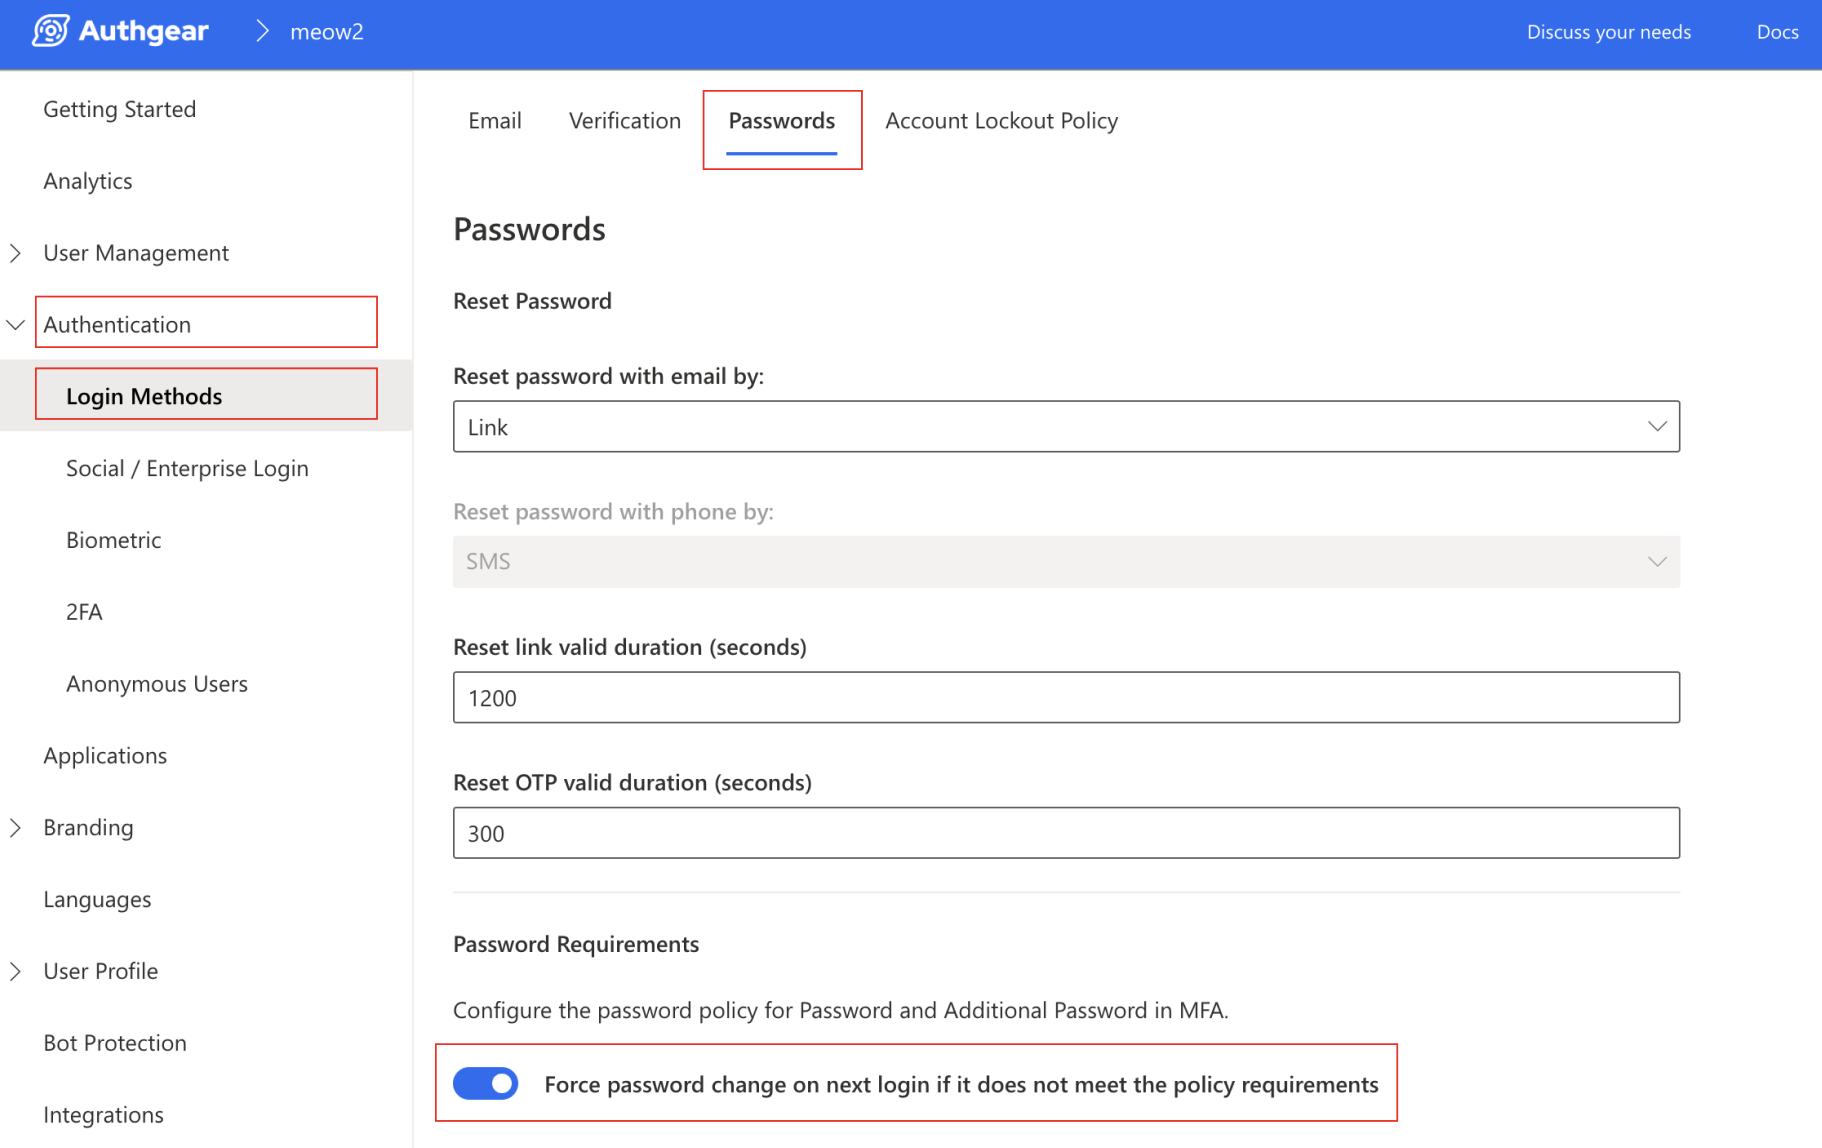 Authgear
meow2
Discuss your needs
Docs
Getting Started
Analytics
User Management
Authentication
Login Methods
Social / Enterprise Login
Biometric
2FA
Anonymous Users
Applications
Branding
Languages
User Profile
Bot Protection
Integrations
Email
Verification
Passwords
Account Lockout Policy
Passwords
Reset Password
Reset password with email by:
Link
Reset password with phone by:
SMS
Reset link valid duration (seconds)
1200
Reset OTP valid duration (seconds)
300
Password Requirements
Configure the password policy for Password and Additional Password in MFA.
Force password change on next login if it does not meet the policy requirements